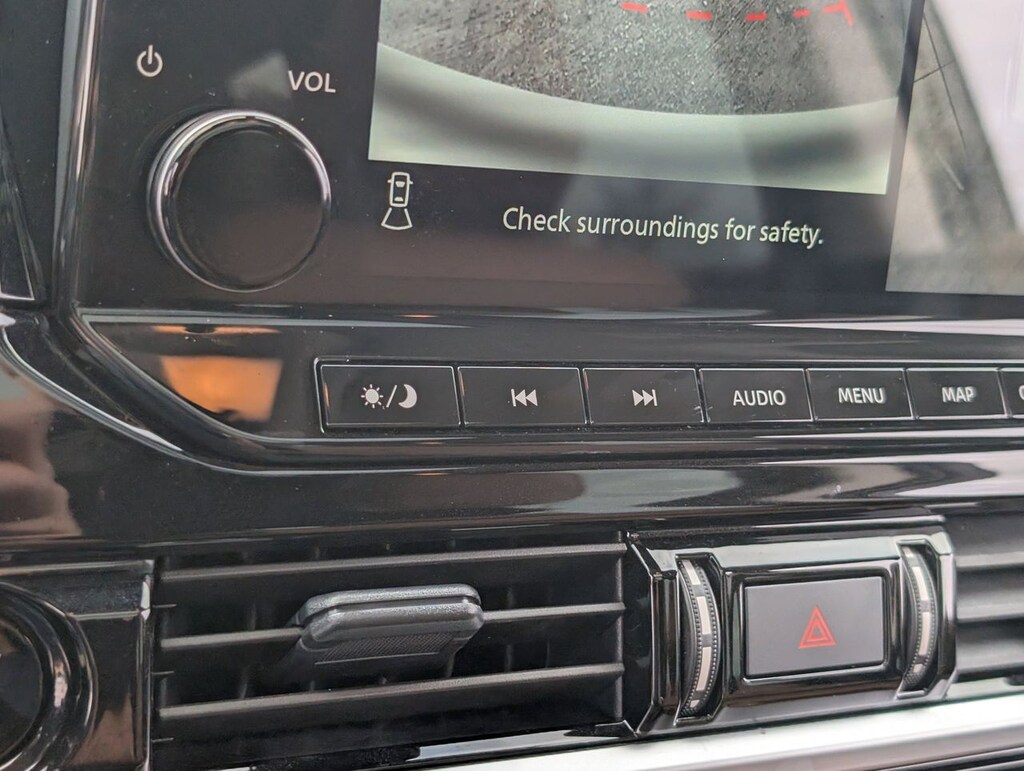 VOL
Check surroundings for safety.
AUDIO
MENU
MAP